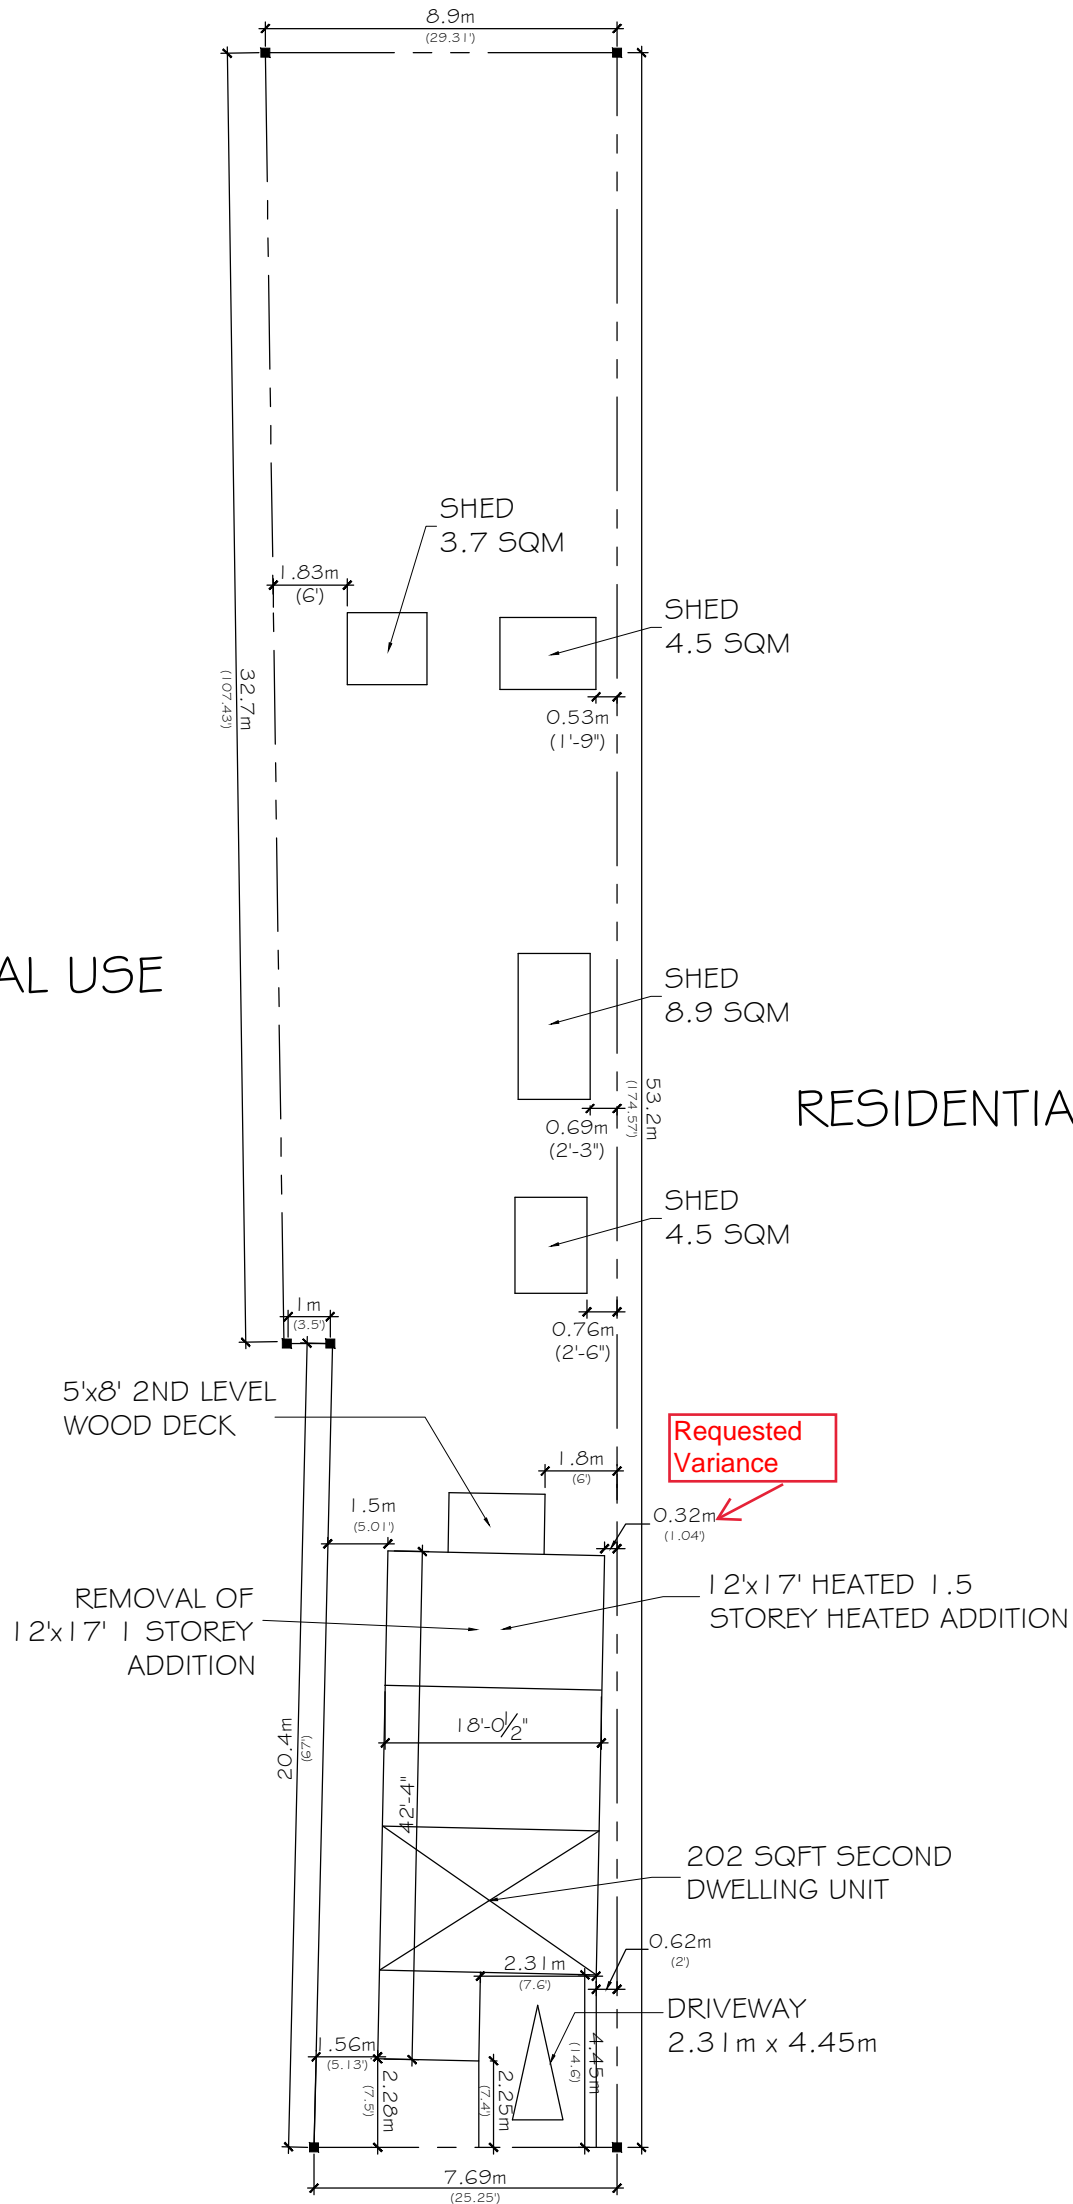 8.9m
(29.31')
SHED
3.7 SQM
1.83m
(6')
SHED
4.5 SQM
0.53m
(1'-9")
32.7m
(107.43')
AL USE
SHED
8.9 SQM
53.2m
(174.57')
RESIDENTIA
0.69m
(2'-3")
SHED
4.5 SQM
1m
(3.5')
0.76m
(2'-6")
5'x8' 2ND LEVEL
WOOD DECK
Requested
Variance
1.8m
(6')
1.5m
(5.01')
0.32m
(1.04')
REMOVAL OF
12'x17' 1 STOREY
ADDITION
12'x17' HEATED 1.5
STOREY HEATED ADDITION
18'-0½"
20.4m
(67')
42'-4"
202 SQFT SECOND
DWELLING UNIT
0.62m
(2')
2.31m
(7.6')
DRIVEWAY
2.31m x 4.45m
1.56m
(5.13')
2.28m
(7.5')
2.25m
(7.4')
4.45m
(14.6')
7.69m
(25.25')